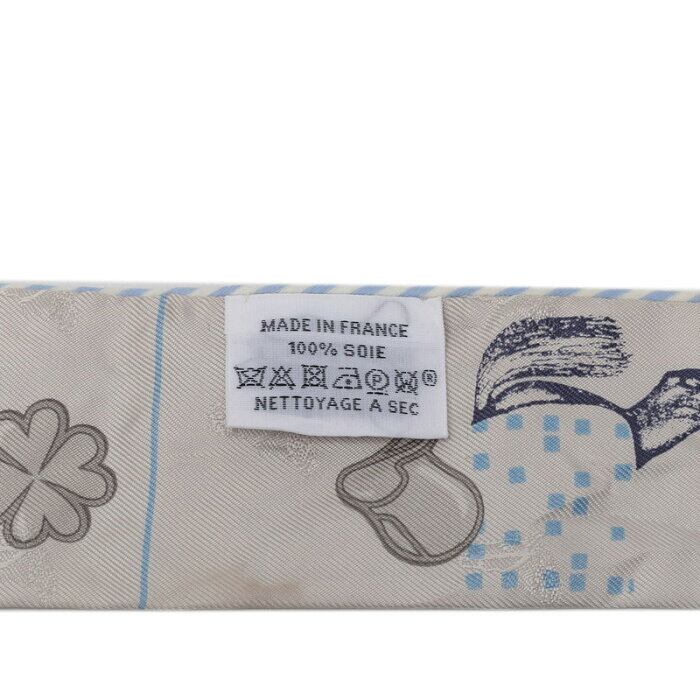 MADE IN FRANCE
100% SOIE
P ®
NETTOYAGE A SEC